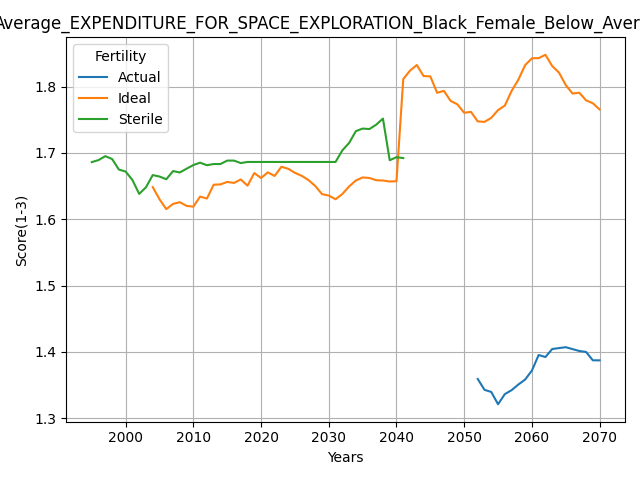 Average_EXPENDITURE_FOR_SPACE_EXPLORATION_Black_Female_Below_Aver
Fertility
Actual
Ideal
Sterile
Score(1-3)
1.8
1.7
1.6
1.5
1.4
1.3
2000 2010 2020 2030 2040 2050 2060 2070
Years